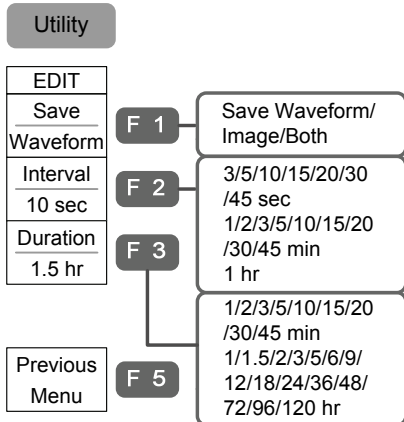 Utility
EDIT
Save
Waveform
F 1
Save Waveform/
Image/Both
Interval
10 sec
F 2
3/5/10/15/20/30
/45 sec
1/2/3/5/10/15/20
/30/45 min
1 hr
Duration
1.5 hr
F 3
1/2/3/5/10/15/20
/30/45 min
1/1.5/2/3/5/6/9/
12/18/24/36/48/
72/96/120 hr
Previous
Menu
F 5